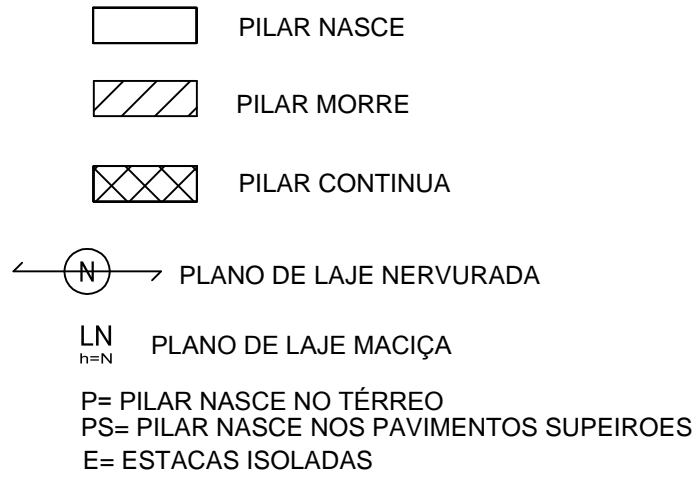 PILAR NASCE
PILAR MORRE
PILAR CONTINUA
N PLANO DE LAJE NERVURADA
LN
h=N PLANO DE LAJE MACIÇA
P= PILAR NASCE NO TÉRREO
PS= PILAR NASCE NOS PAVIMENTOS SUPEIROES
E= ESTACAS ISOLADAS